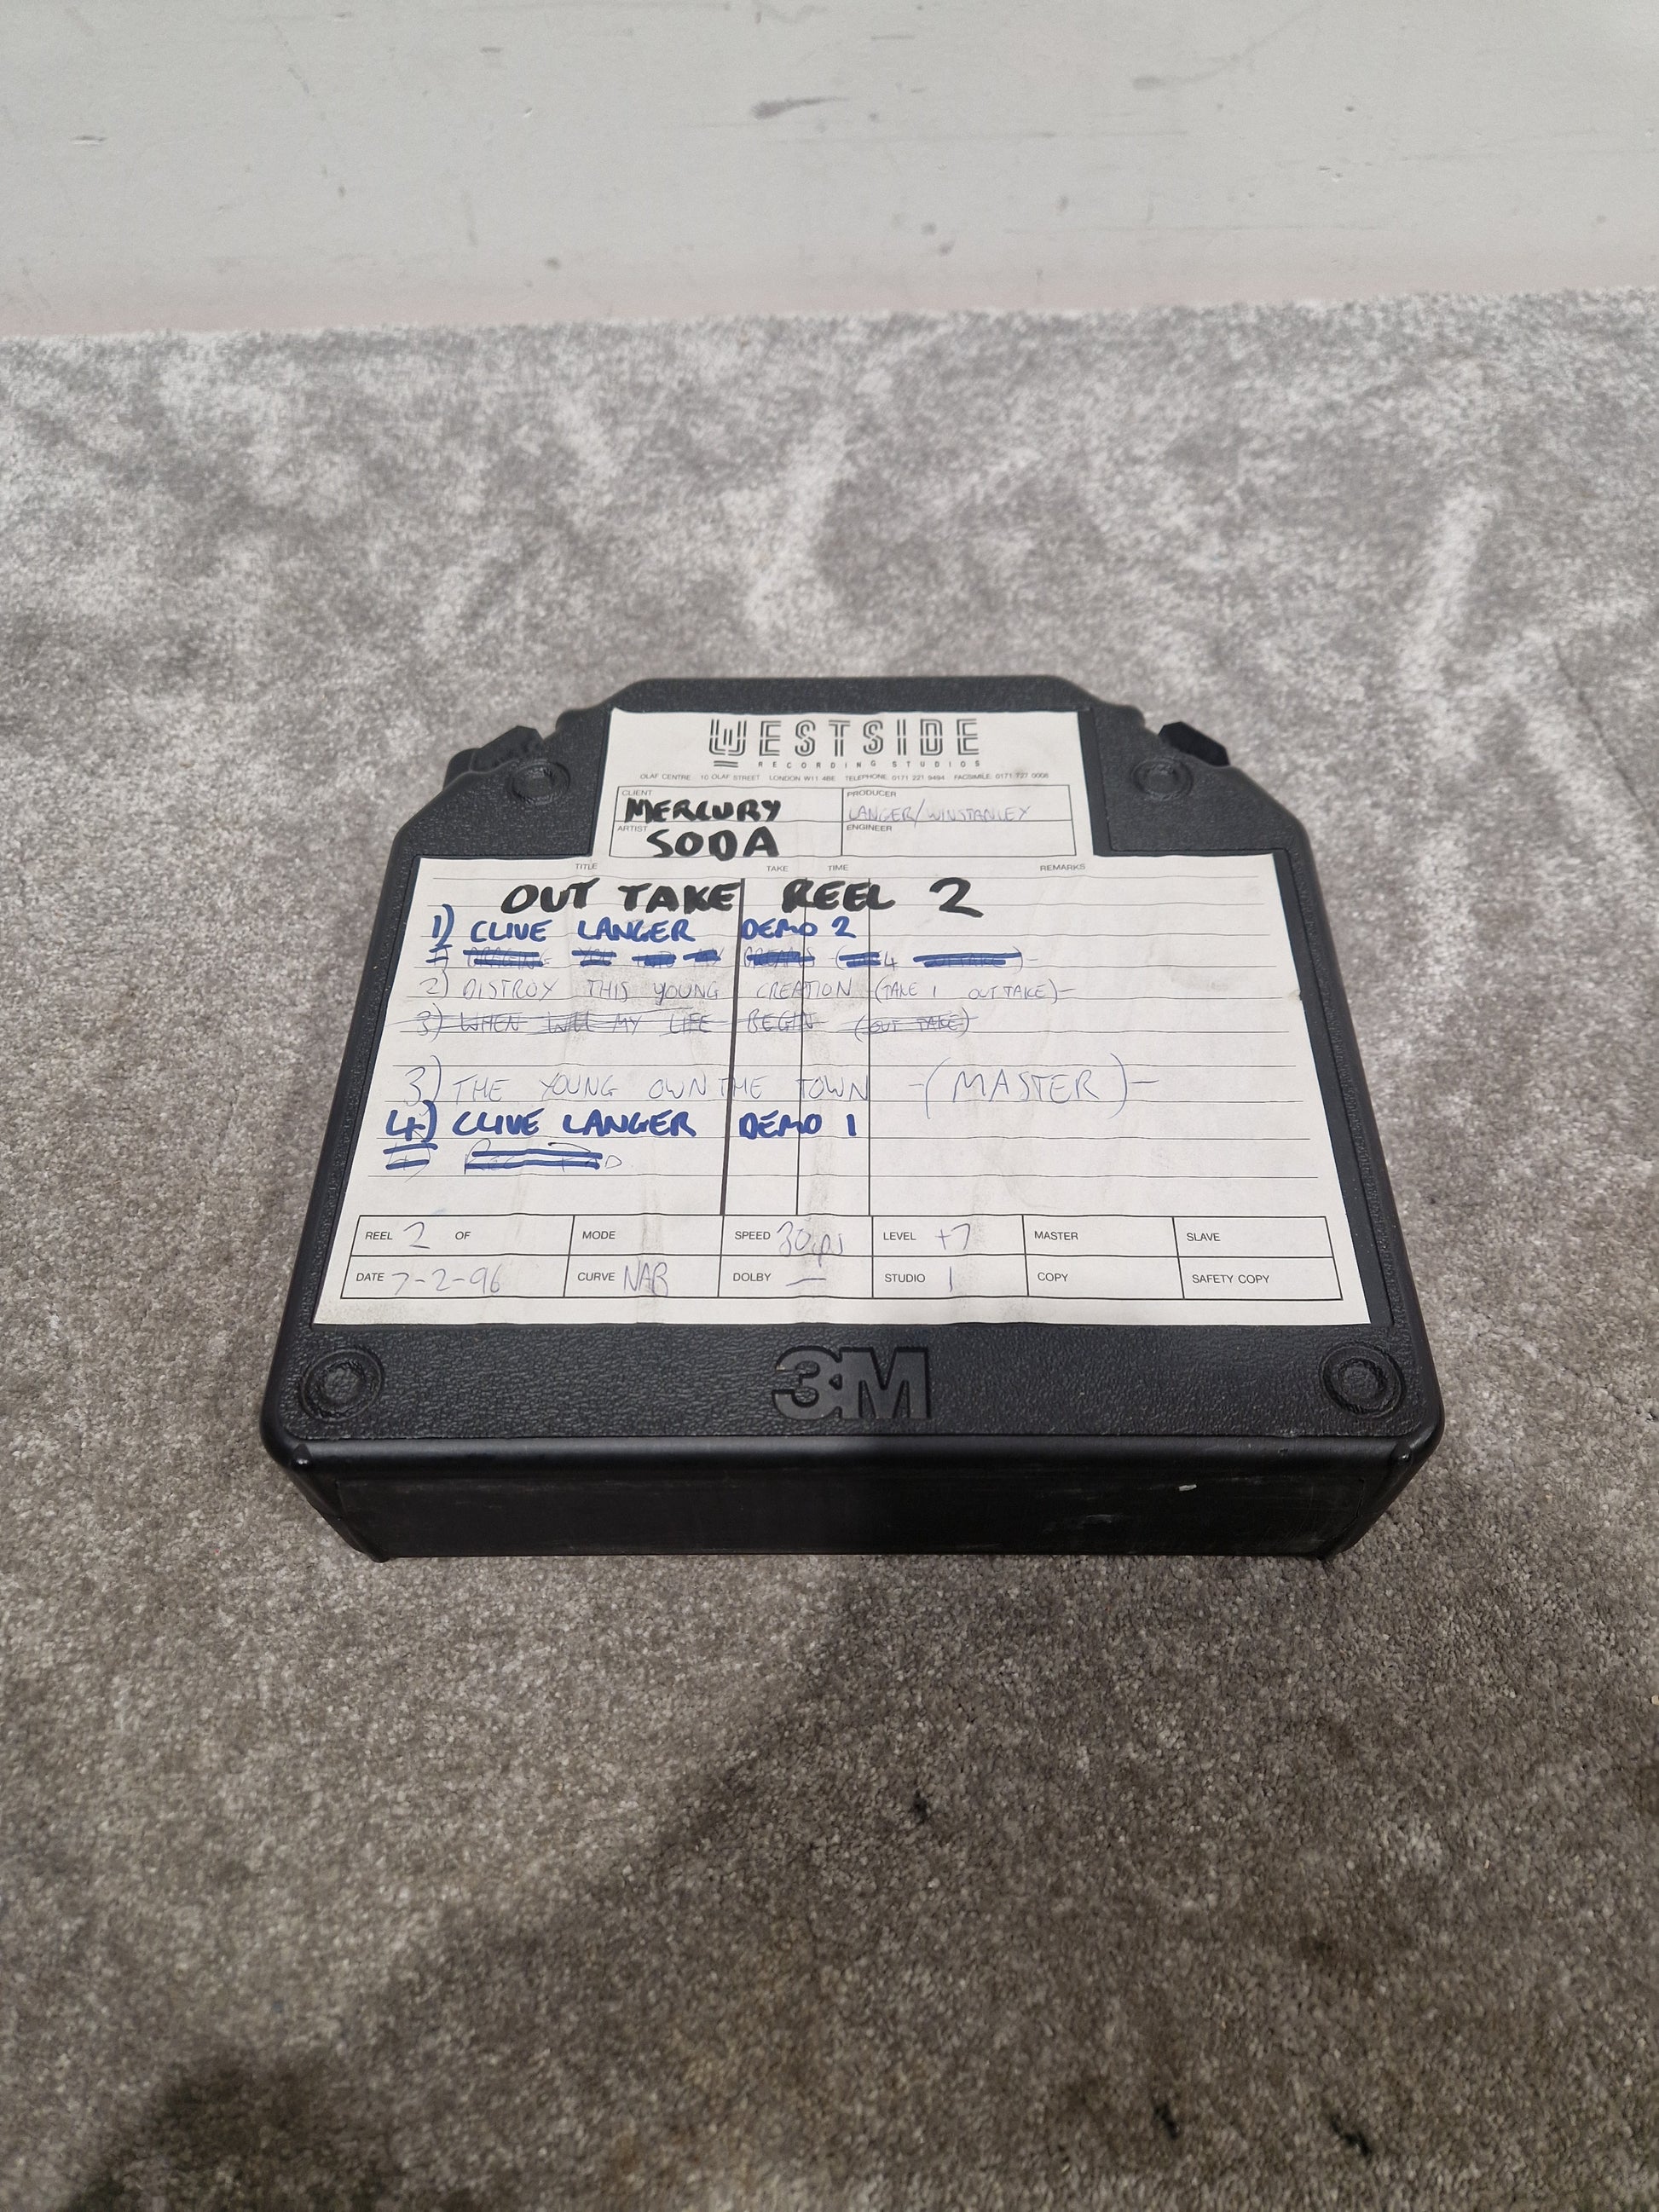 WESTSIDE
RECORDING STUDIOS
OLAF CENTRE 10 OLAF STREET LONDON W11 4BE TELEPHONE 0171 221 9494 FACSIMILE 0171 727 0008
CLIENT MERCURY PRODUCER LANGER/WINSTANLEY
ARTIST SODA ENGINEER
TITLE TAKE TIME REMARKS
OUT TAKE REEL 2
1) CLIVE LANGER DEMO 2
2) DISTROY THIS YOUNG CREATION (TAKE 1 OUT TAKE)-
3) WHEN WILL MY LIFE BEGIN (OUT TAKE)
3) THE YOUNG OWN THE TOWN -(MASTER)-
4) CLIVE LANGER DEMO 1
REEL 2 OF MODE SPEED 30ips LEVEL +7 MASTER SLAVE
DATE 7-2-96 CURVE NAB DOLBY — STUDIO 1 COPY SAFETY COPY
3M